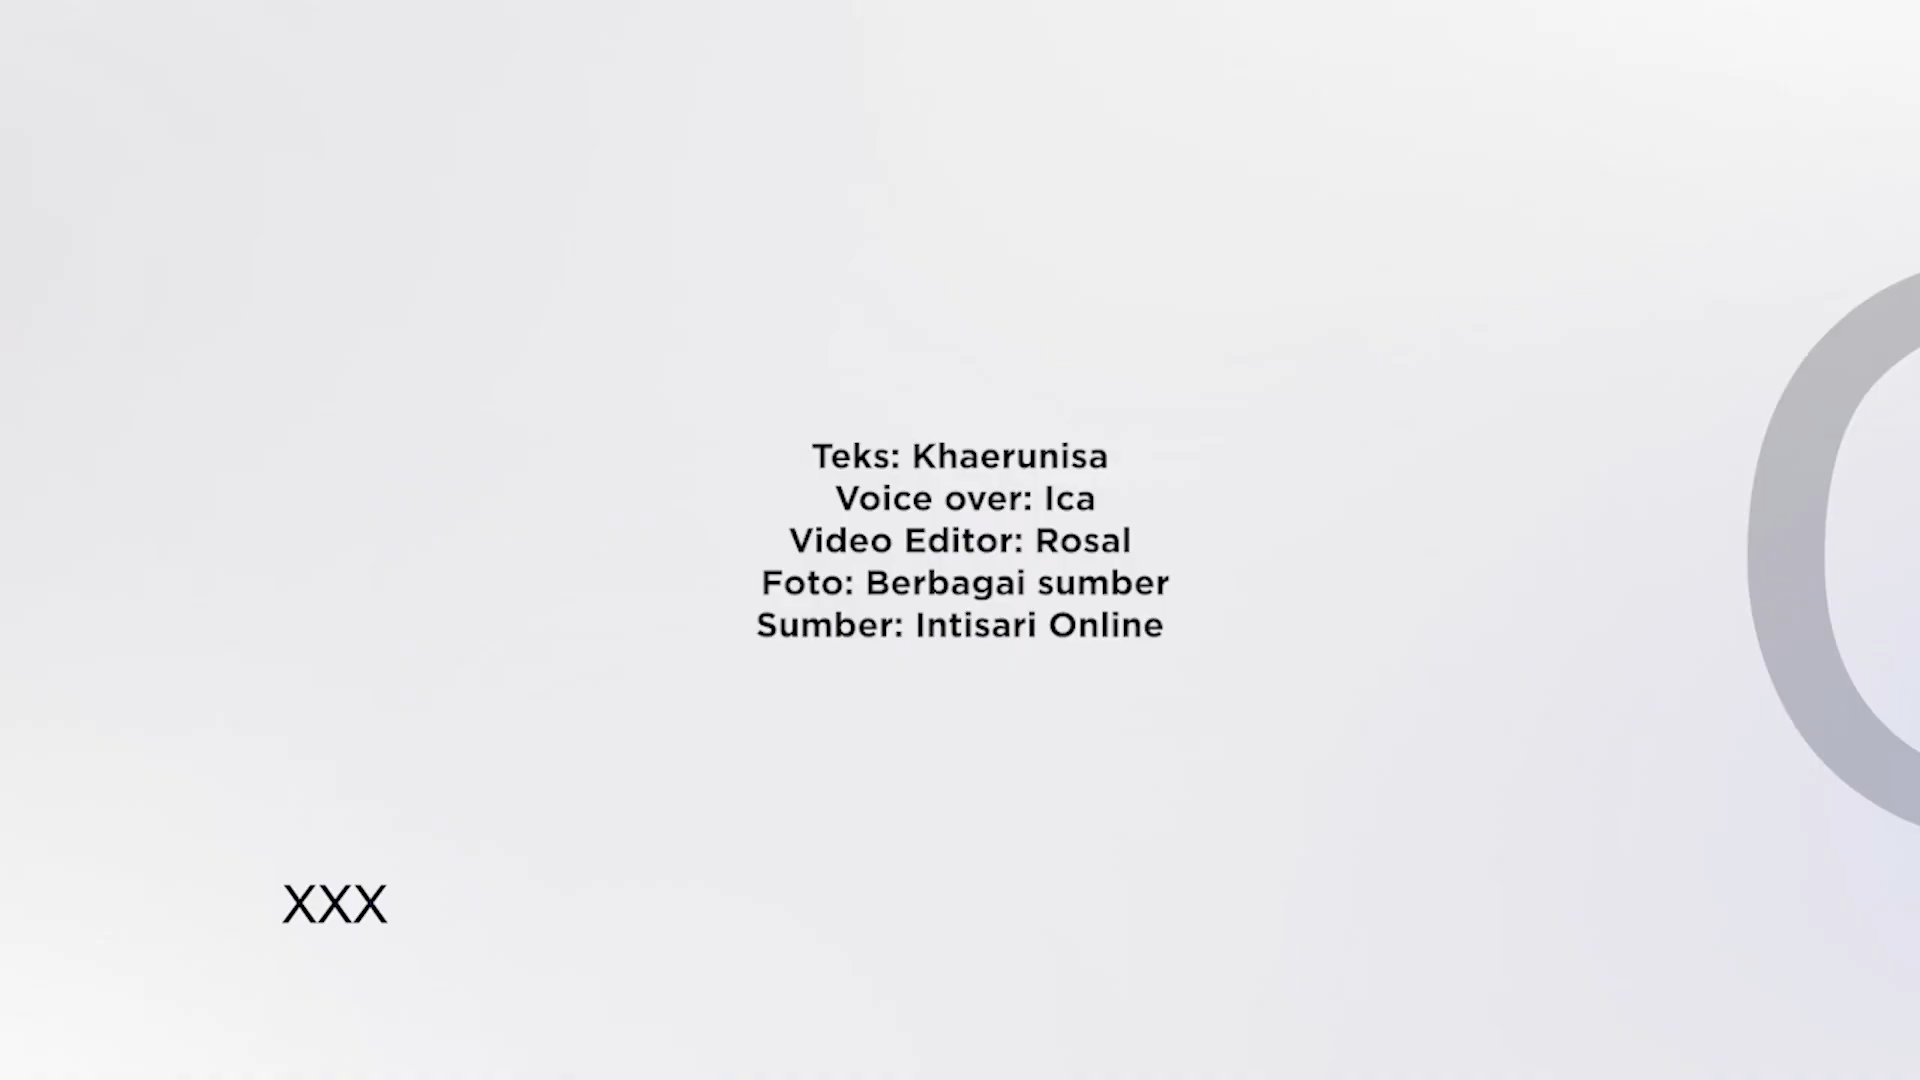 Teks: Khaerunisa
Voice over: Ica
Video Editor: Rosal
Foto: Berbagai sumber
Sumber: Intisari Online
XXX